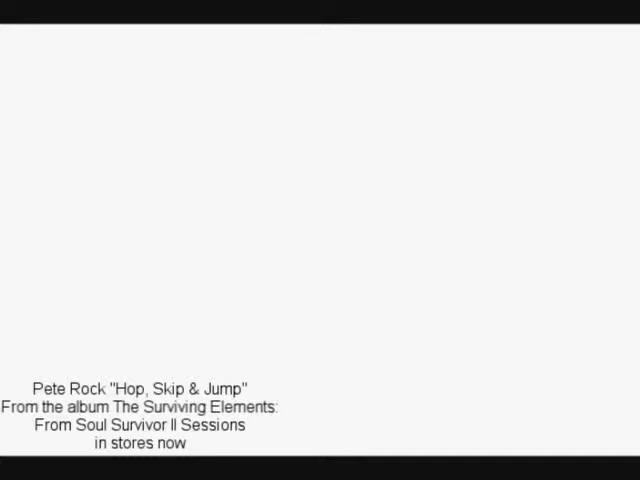 Pete Rock "Hop, Skip & Jump"
From the album The Surviving Elements:
From Soul Survivor II Sessions
in stores now